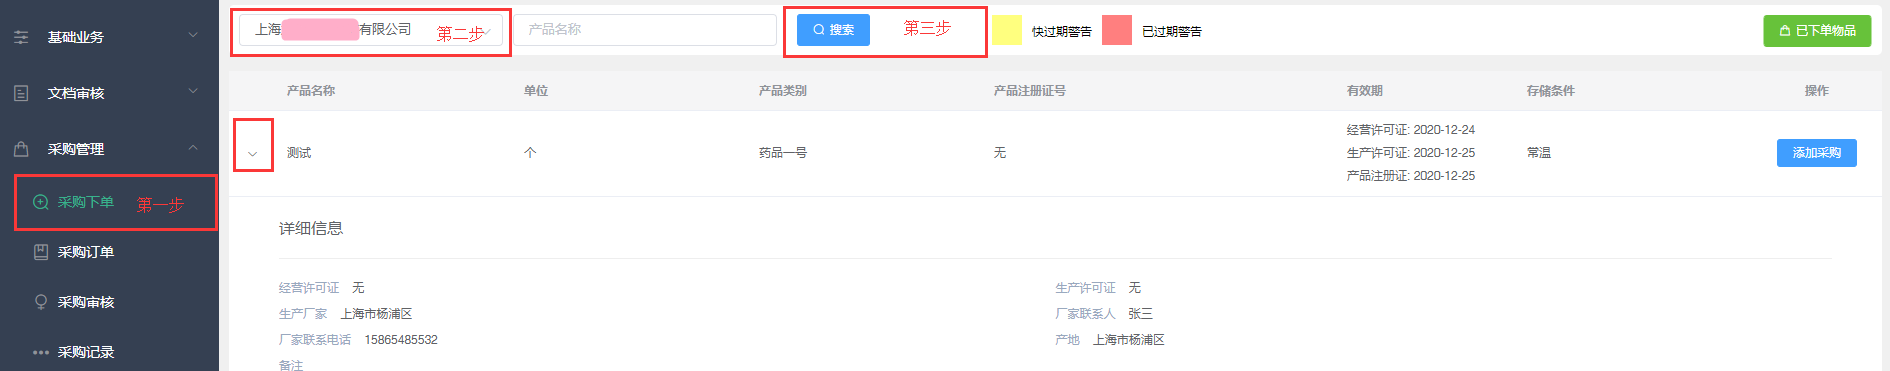 基础业务
文档审核
采购管理
采购下单 第一步
采购订单
采购审核
采购记录
上海 有限公司 第二步
产品名称
搜索 第三步
快过期警告 已过期警告
已下单物品
产品名称 单位 产品类别 产品注册证号 有效期 存储条件 操作
测试 个 药品一号 无
经营许可证: 2020-12-24
生产许可证: 2020-12-25
产品注册证: 2020-12-25
常温 添加采购
详细信息
经营许可证 无 生产许可证 无
生产厂家 上海市杨浦区 厂家联系人 张三
厂家联系电话 15865485532 产地 上海市杨浦区
备注